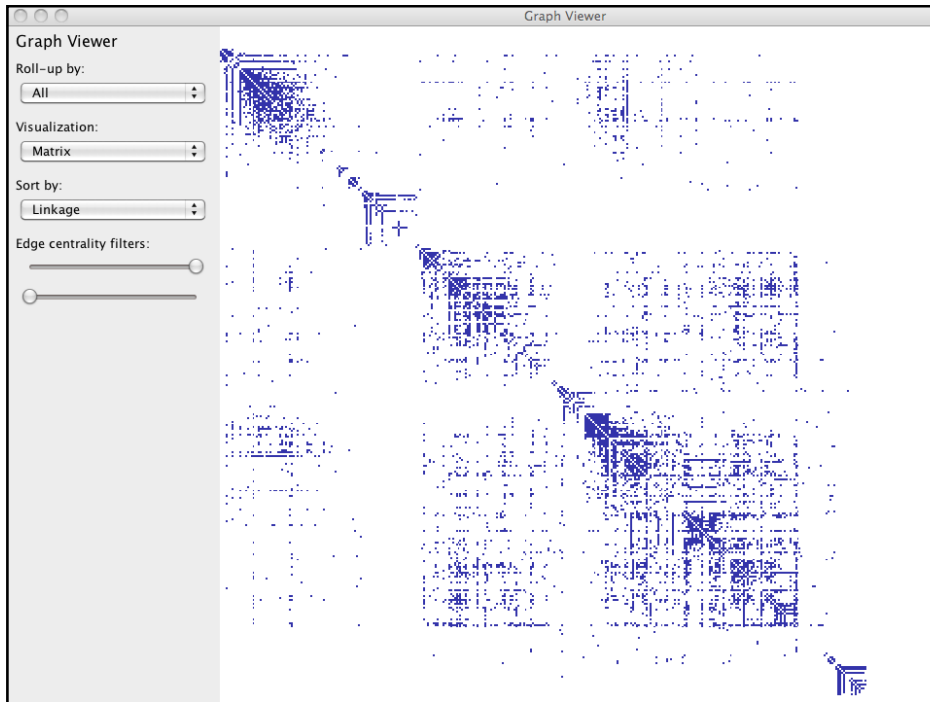 Graph Viewer
Graph Viewer
Roll-up by:
All
Visualization:
Matrix
Sort by:
Linkage
Edge centrality filters: